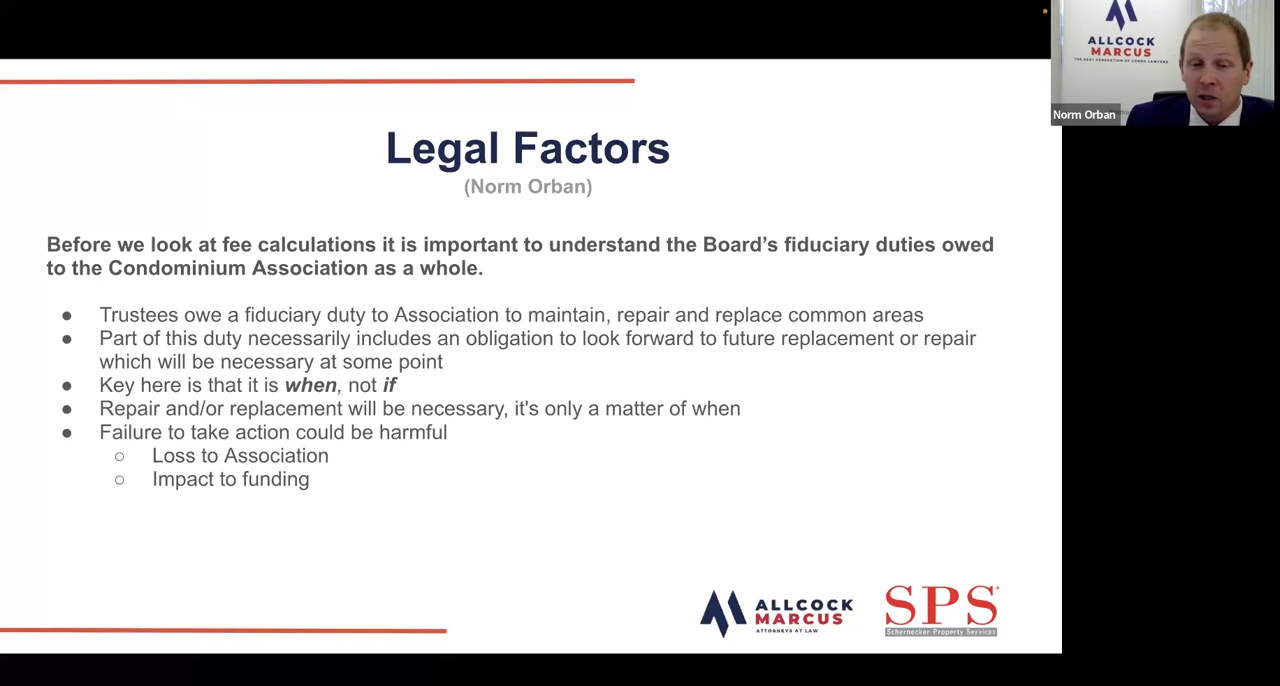 ALLCOCK
MARCUS
THE NEXT GENERATION OF CONDO LAWYERS
Norm Orban
Legal Factors
(Norm Orban)
Before we look at fee calculations it is important to understand the Board’s fiduciary duties owed
to the Condominium Association as a whole.
● Trustees owe a fiduciary duty to Association to maintain, repair and replace common areas
● Part of this duty necessarily includes an obligation to look forward to future replacement or repair
which will be necessary at some point
● Key here is that it is when, not if
● Repair and/or replacement will be necessary, it's only a matter of when
● Failure to take action could be harmful
○ Loss to Association
○ Impact to funding
ALLCOCK
MARCUS
ATTORNEYS AT LAW
SPS
Schernecker Property Services